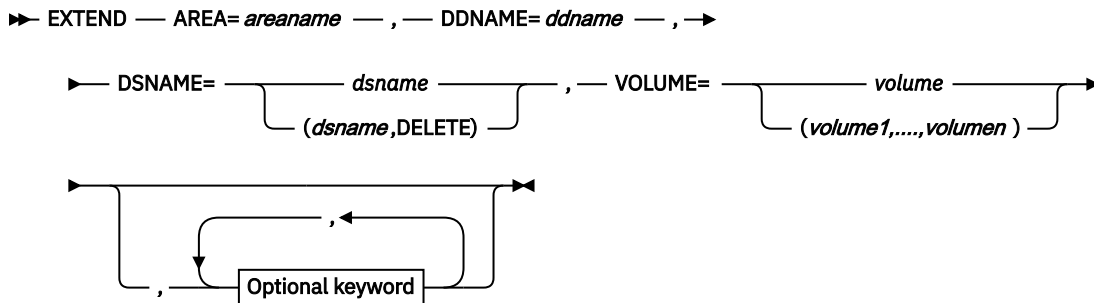 EXTEND AREA= areaname , DDNAME= ddname ,
DSNAME= dsname , VOLUME= volume
(dsname,DELETE) (volume1,....,volumen )
,
, Optional keyword